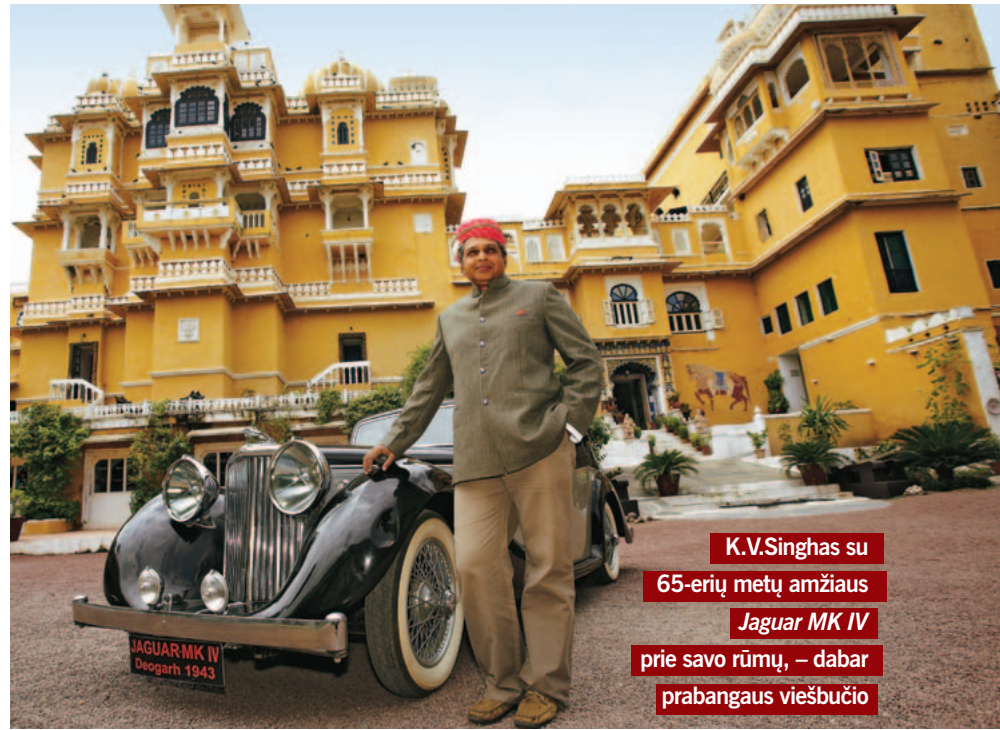 JAGUAR·MK IV
Deogarh 1943
K.V.Singhas su
65-erių metų amžiaus
Jaguar MK IV
prie savo rūmų, – dabar
prabangaus viešbučio